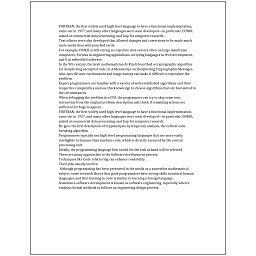 FORTRAN, the first widely used high-level language to have a functional implementation,
came out in 1957, and many other languages were soon developed—in particular, COBOL
aimed at commercial data processing, and Lisp for computer research.
Text editors were also developed that allowed changes and corrections to be made much
more easily than with punched cards.
For example, COBOL is still strong in corporate data centers often on large mainframe
computers, Fortran in engineering applications, scripting languages in Web development,
and C in embedded software.
In the 9th century, the Arab mathematician Al-Kindi described a cryptographic algorithm
for deciphering encrypted code, in A Manuscript on Deciphering Cryptographic Messages.
Also, specific user environment and usage history can make it difficult to reproduce the
problem.
Expert programmers are familiar with a variety of well-established algorithms and their
respective complexities and use this knowledge to choose algorithms that are best suited to
the circumstances.
When debugging the problem in a GUI, the programmer can try to skip some user
interaction from the original problem description and check if remaining actions are
sufficient for bugs to appear.
FORTRAN, the first widely used high-level language to have a functional implementation,
came out in 1957, and many other languages were soon developed—in particular, COBOL
aimed at commercial data processing, and Lisp for computer research.
He gave the first description of cryptanalysis by frequency analysis, the earliest code-
breaking algorithm.
Programmers typically use high-level programming languages that are more easily
intelligible to humans than machine code, which is directly executed by the central
processing unit.
Ideally, the programming language best suited for the task at hand will be selected.
There are many approaches to the Software development process.
Techniques like Code refactoring can enhance readability.
Their jobs usually involve:
Although programming has been presented in the media as a somewhat mathematical
subject, some research shows that good programmers have strong skills in natural human
languages, and that learning to code is similar to learning a foreign language.
Sometimes software development is known as software engineering, especially when it
employs formal methods or follows an engineering design process.